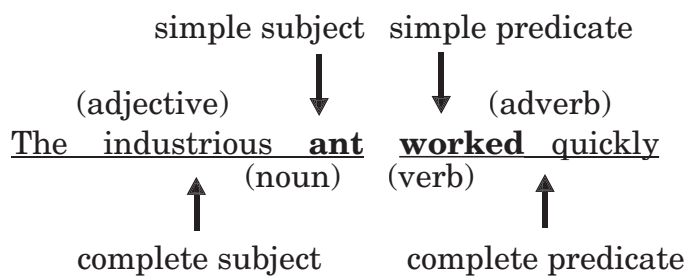 simple subject simple predicate
(adjective) (adverb)
The industrious ant worked quickly
(noun) (verb)
complete subject complete predicate